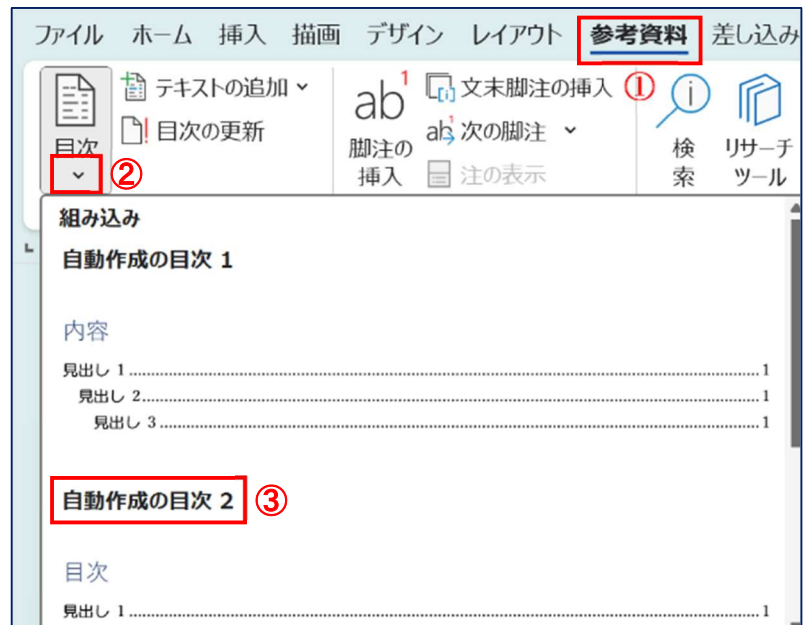 ファイル ホーム 挿入 描画 デザイン レイアウト 参考資料 差し込み
目次
テキストの追加
目次の更新
ab1
脚注の
挿入
文末脚注の挿入 ①
ab1 次の脚注
注の表示
検
索
リサーチ
ツール
②
組み込み
自動作成の目次 1
内容
見出し 1........1
見出し 2........1
見出し 3........1
自動作成の目次 2 ③
目次
見出し 1........1